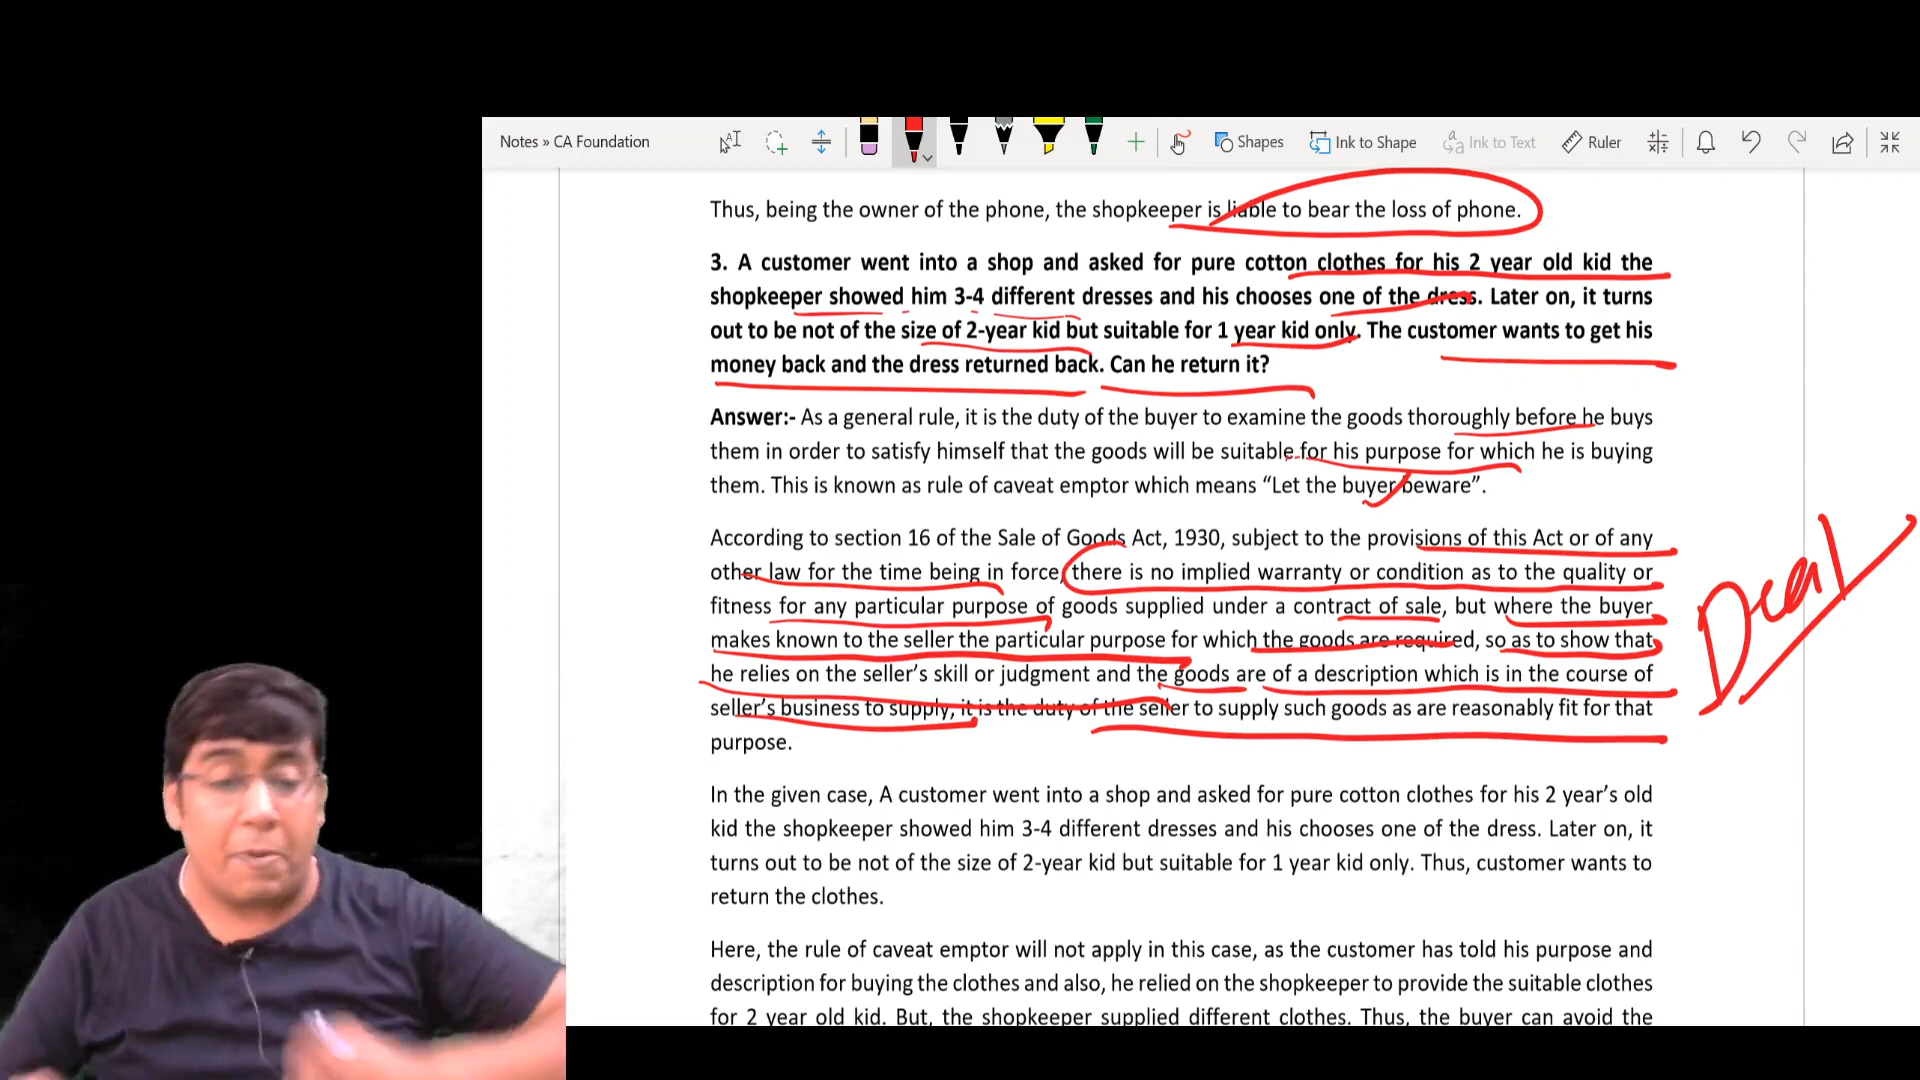 Notes » CA Foundation
Shapes
Ink to Shape
Ink to Text
Ruler
Thus, being the owner of the phone, the shopkeeper is liable to bear the loss of phone.
3. A customer went into a shop and asked for pure cotton clothes for his 2 year old kid the
shopkeeper showed him 3-4 different dresses and his chooses one of the dress. Later on, it turns
out to be not of the size of 2-year kid but suitable for 1 year kid only. The customer wants to get his
money back and the dress returned back. Can he return it?
Answer:- As a general rule, it is the duty of the buyer to examine the goods thoroughly before he buys
them in order to satisfy himself that the goods will be suitable for his purpose for which he is buying
them. This is known as rule of caveat emptor which means “Let the buyer beware”.
According to section 16 of the Sale of Goods Act, 1930, subject to the provisions of this Act or of any
other law for the time being in force, there is no implied warranty or condition as to the quality or
fitness for any particular purpose of goods supplied under a contract of sale, but where the buyer
makes known to the seller the particular purpose for which the goods are required, so as to show that
he relies on the seller’s skill or judgment and the goods are of a description which is in the course of
seller’s business to supply, it is the duty of the seller to supply such goods as are reasonably fit for that
purpose.
Deal
In the given case, A customer went into a shop and asked for pure cotton clothes for his 2 year’s old
kid the shopkeeper showed him 3-4 different dresses and his chooses one of the dress. Later on, it
turns out to be not of the size of 2-year kid but suitable for 1 year kid only. Thus, customer wants to
return the clothes.
Here, the rule of caveat emptor will not apply in this case, as the customer has told his purpose and
description for buying the clothes and also, he relied on the shopkeeper to provide the suitable clothes
for 2 year old kid. But, the shopkeeper supplied different clothes. Thus, the buyer can avoid the